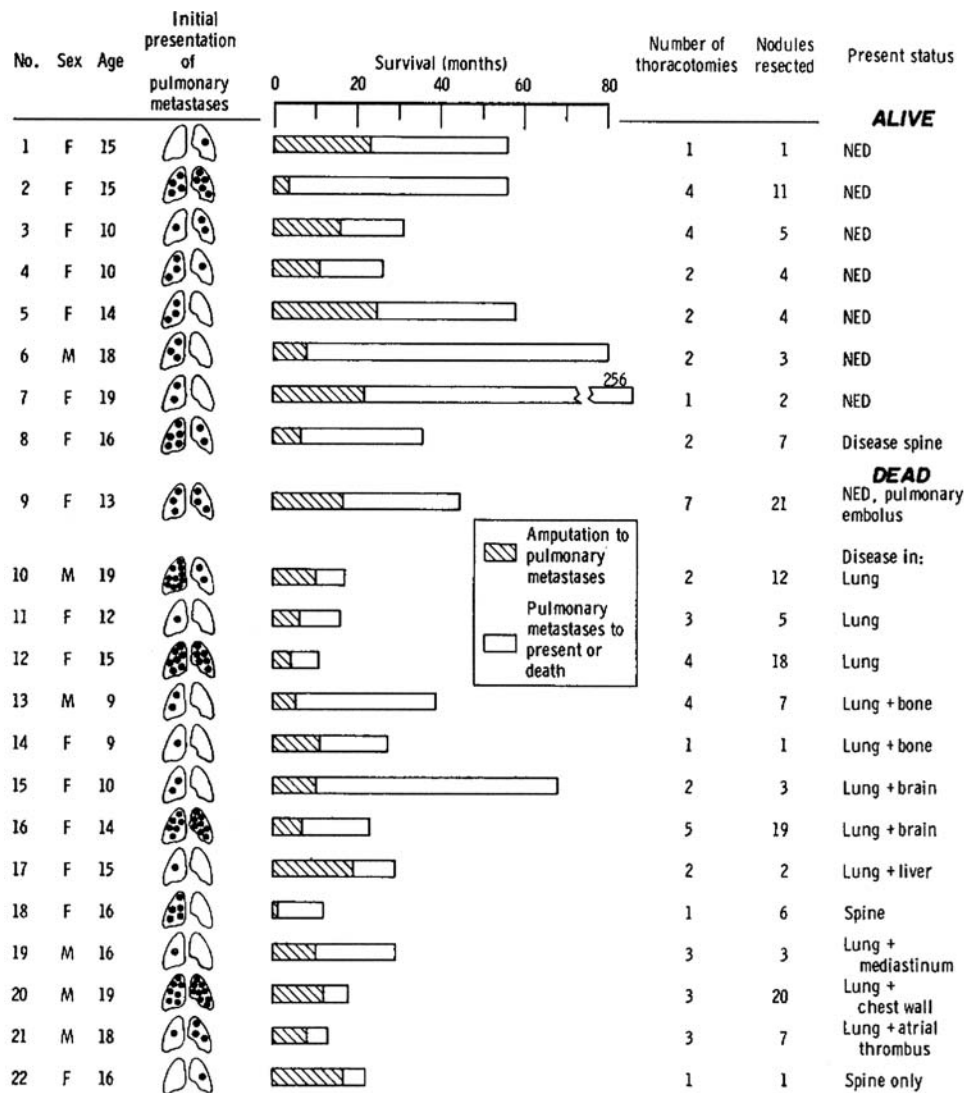 Initial
presentation
of
pulmonary
metastases
No. Sex Age
Survival (months)
Number of
thoracotomies
Nodules
resected
Present status
0 20 40 60 80
ALIVE
1 F 15 1 1 NED
2 F 15 4 11 NED
3 F 10 4 5 NED
4 F 10 2 4 NED
5 F 14 2 4 NED
6 M 18 2 3 NED
256
7 F 19 1 2 NED
8 F 16 2 7 Disease spine
DEAD
9 F 13 7 21 NED, pulmonary
embolus
Amputation to
pulmonary
metastases
Pulmonary
metastases to
present or
death
Disease in:
10 M 19 2 12 Lung
11 F 12 3 5 Lung
12 F 15 4 18 Lung
13 M 9 4 7 Lung + bone
14 F 9 1 1 Lung + bone
15 F 10 2 3 Lung + brain
16 F 14 5 19 Lung + brain
17 F 15 2 2 Lung + liver
18 F 16 1 6 Spine
19 M 16 3 3 Lung +
mediastinum
20 M 19 3 20 Lung +
chest wall
21 M 18 3 7 Lung + atrial
thrombus
22 F 16 1 1 Spine only